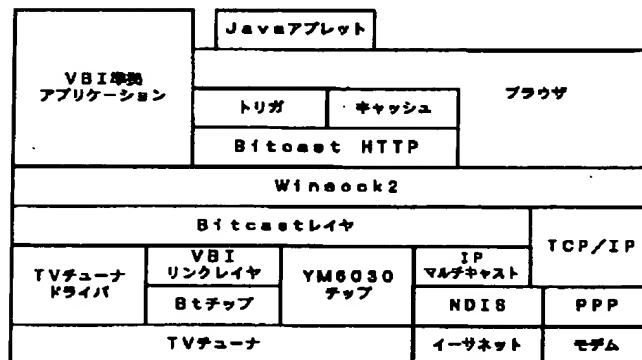 Javaアプレット
VBI準拠
アプリケーション
ブラウザ
トリガ
キャッシュ
Bitcast HTTP
Winsock2
Bitcastレイヤ
TCP/IP
TVチューナ
ドライバ
VBI
リンクレイヤ
YM6030
チップ
IP
マルチキャスト
Btチップ
NDIS
PPP
TVチューナ
イーサネット
モデム